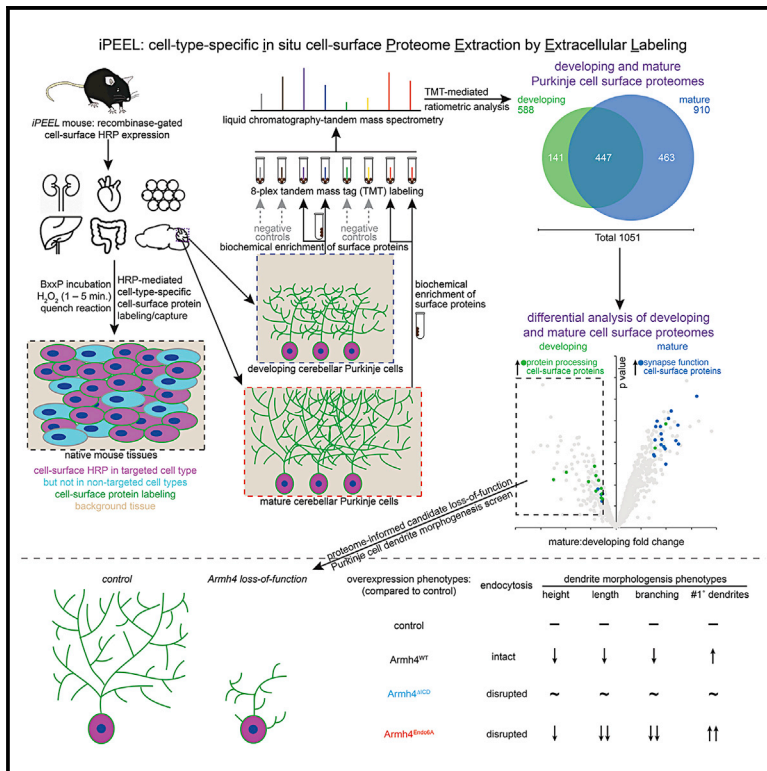 iPEEL: cell-type-specific in situ cell-surface Proteome Extraction by Extracellular Labeling
iPEEL mouse: recombinase-gated
cell-surface HRP expression
BxxP incubation
H₂O₂ (1 – 5 min.)
quench reaction
HRP-mediated
cell-type-specific
cell-surface protein
labeling/capture
native mouse tissues
cell-surface HRP in targeted cell type
but not in non-targeted cell types
cell-surface protein labeling
background tissue
liquid chromatography-tandem mass spectrometry
TMT-mediated
ratiometric analysis
8-plex tandem mass tag (TMT) labeling
negative
controls
negative
controls
biochemical enrichment of surface proteins
developing cerebellar Purkinje cells
biochemical
enrichment of
surface proteins
mature cerebellar Purkinje cells
developing and mature
Purkinje cell surface proteomes
developing
588
mature
910
141
447
463
Total 1051
differential analysis of developing
and mature cell surface proteomes
developing
mature
↑●protein processing
cell-surface proteins
↑●synapse function
cell-surface proteins
p value
mature:developing fold change
proteome-informed candidate loss-of-function
Purkinje cell dendrite morphogenesis screen
control
Armh4 loss-of-function
overexpression phenotypes:
(compared to control)
endocytosis
dendrite morphologensis phenotypes
height length branching #1˚ dendrites
control – – – –
Armh4ᵂᵀ intact ↓ ↓ ↓ ↑
Armh4ᐃᴵCᴰ disrupted ~ ~ ~ ~
Armh4ᴱⁿᵈᵒ⁶ᴬ disrupted ↓ ↓↓ ↓↓ ↑↑